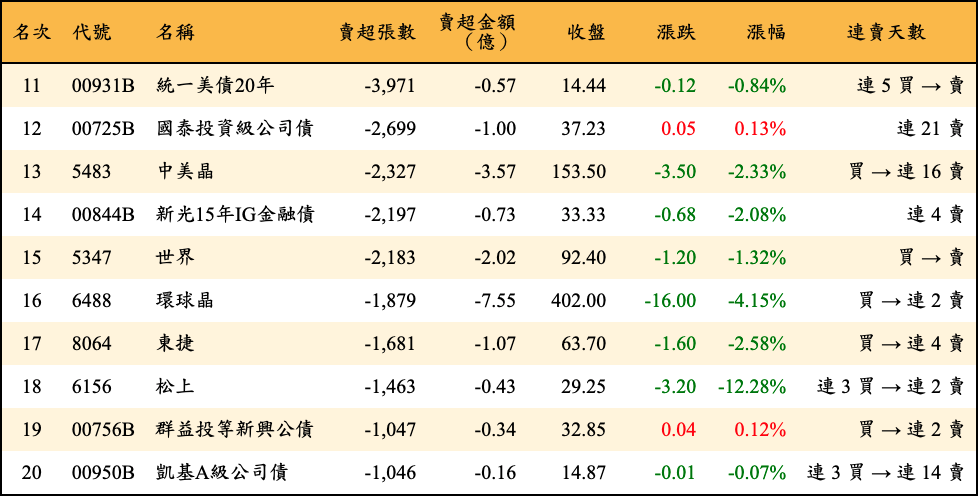 名次 代號 名稱 賣超張數 賣超金額（億） 收盤 漲跌 漲幅 連賣天數
11 00931B 統一美債20年 -3,971 -0.57 14.44 -0.12 -0.84% 連 5 買 → 賣
12 00725B 國泰投資級公司債 -2,699 -1.00 37.23 0.05 0.13% 連 21 賣
13 5483 中美晶 -2,327 -3.57 153.50 -3.50 -2.33% 買 → 連 16 賣
14 00844B 新光15年IG金融債 -2,197 -0.73 33.33 -0.68 -2.08% 連 4 賣
15 5347 世界 -2,183 -2.02 92.40 -1.20 -1.32% 買 → 賣
16 6488 環球晶 -1,879 -7.55 402.00 -16.00 -4.15% 買 → 連 2 賣
17 8064 東捷 -1,681 -1.07 63.70 -1.60 -2.58% 買 → 連 4 賣
18 6156 松上 -1,463 -0.43 29.25 -3.20 -12.28% 連 3 買 → 連 2 賣
19 00756B 群益投等新興公債 -1,047 -0.34 32.85 0.04 0.12% 買 → 連 2 賣
20 00950B 凱基A級公司債 -1,046 -0.16 14.87 -0.01 -0.07% 連 3 買 → 連 14 賣